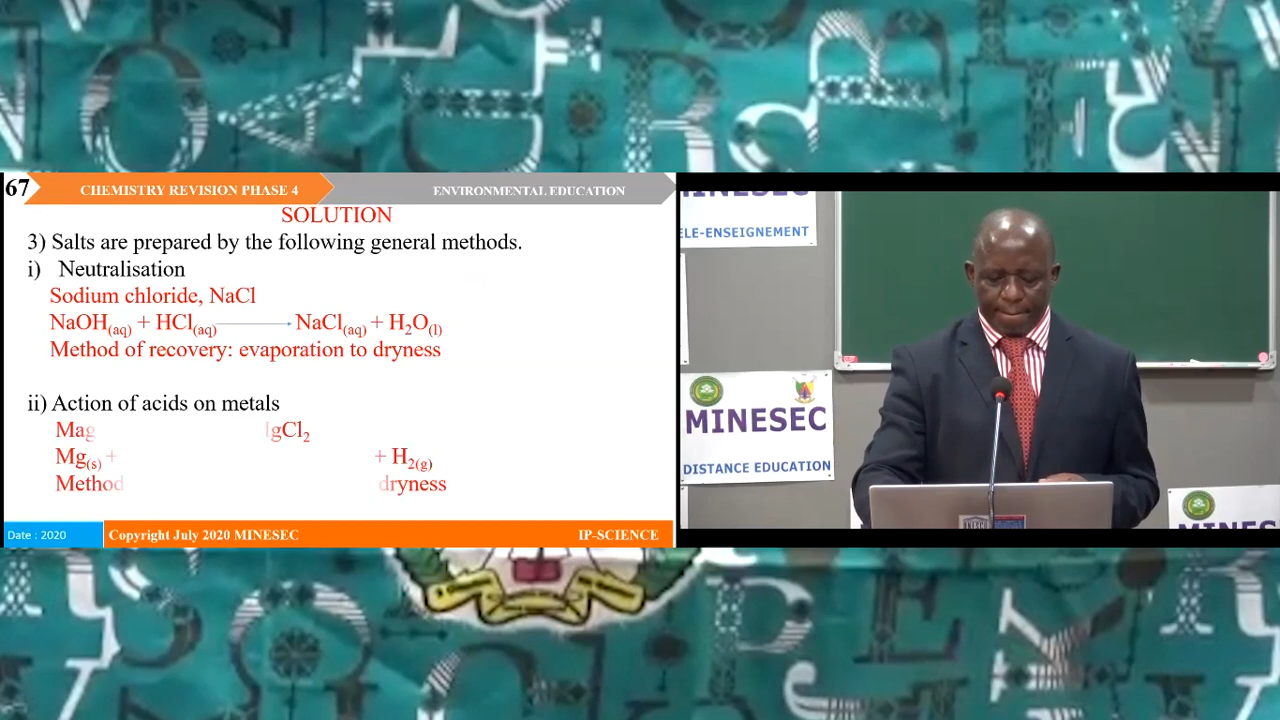 67
CHEMISTRY REVISION PHASE 4
ENVIRONMENTAL EDUCATION
SOLUTION
3) Salts are prepared by the following general methods.
i) Neutralisation
Sodium chloride, NaCl
NaOH(aq) + HCl(aq) → NaCl(aq) + H2O(l)
Method of recovery: evaporation to dryness
ii) Action of acids on metals
Mag gCl2
Mg(s) + + H2(g)
Method dryness
Date : 2020
Copyright July 2020 MINESEC
IP-SCIENCE
MINESEC
ELE-ENSEIGNEMENT
MINESEC
DISTANCE EDUCATION
MINES